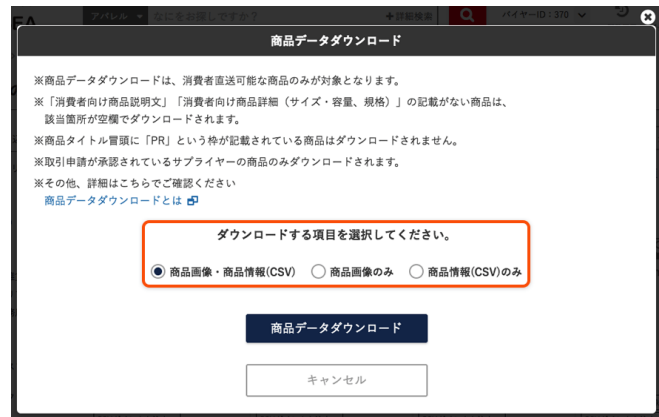 アパレル なにをお探しですか? +詳細検索 バイヤーID:370
商品データダウンロード
※商品データダウンロードは、消費者直送可能な商品のみが対象となります。
※「消費者向け商品説明文」「消費者向け商品詳細(サイズ・容量、規格)」の記載がない商品は、
該当箇所が空欄でダウンロードされます。
※商品タイトル冒頭に「PR」という枠が記載されている商品はダウンロードされません。
※取引申請が承認されているサプライヤーの商品のみダウンロードされます。
※その他、詳細はこちらでご確認ください
商品データダウンロードとは
ダウンロードする項目を選択してください。
商品画像・商品情報(CSV) 商品画像のみ 商品情報(CSV)のみ
商品データダウンロード
キャンセル